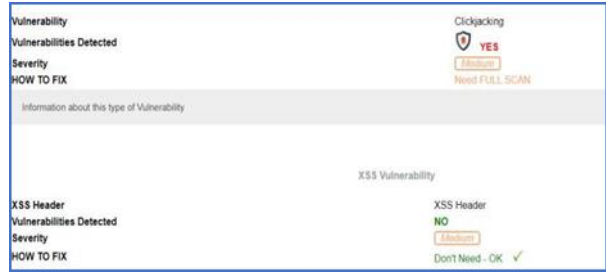 Vulnerability Clickjacking
Vulnerabilities Detected YES
Severity Medium
HOW TO FIX Need FULL SCAN
Information about this type of Vulnerability
XSS Vulnerability
XSS Header XSS Header
Vulnerabilities Detected NO
Severity Medium
HOW TO FIX Don't Need - OK ✓